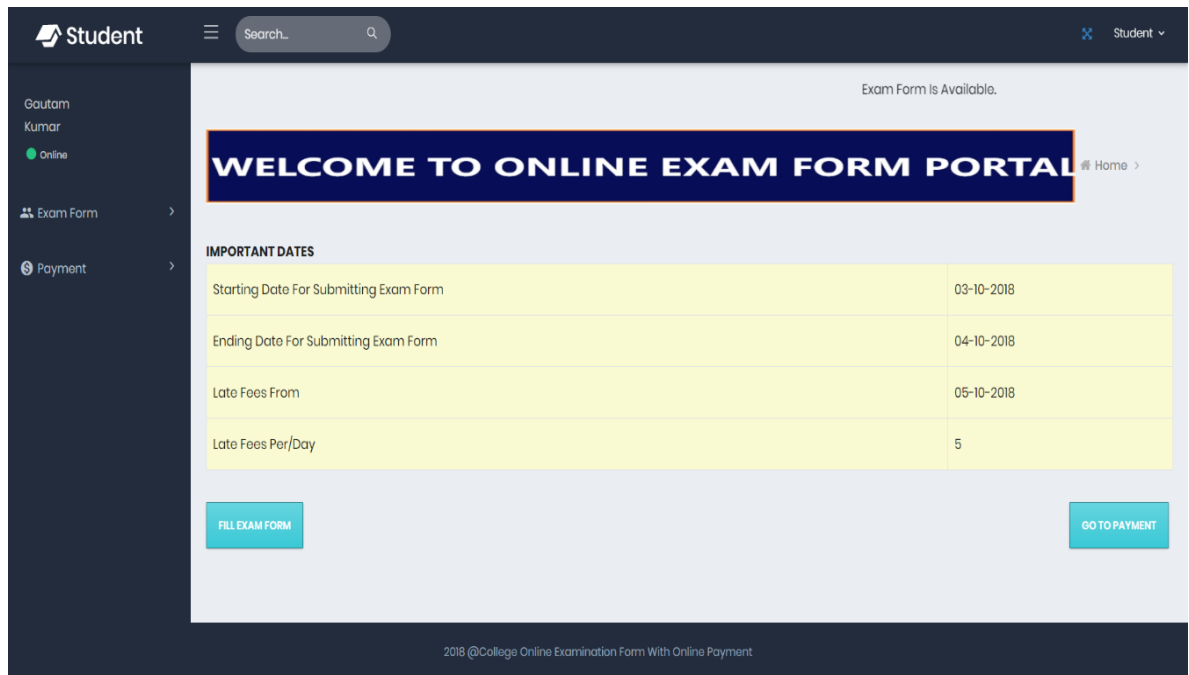 Student
Search...
Student
Gautam
Kumar
Online
Exam Form
Payment
Exam Form Is Available.
WELCOME TO ONLINE EXAM FORM PORTAL
Home >
IMPORTANT DATES
Starting Date For Submitting Exam Form 03-10-2018
Ending Date For Submitting Exam Form 04-10-2018
Late Fees From 05-10-2018
Late Fees Per/Day 5
FILL EXAM FORM
GO TO PAYMENT
2018 @College Online Examination Form With Online Payment